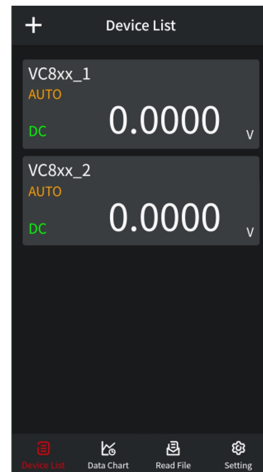 + Device List
VC8xx_1
AUTO
DC 0.0000 V
VC8xx_2
AUTO
DC 0.0000 V
Device List Data Chart Read File Setting